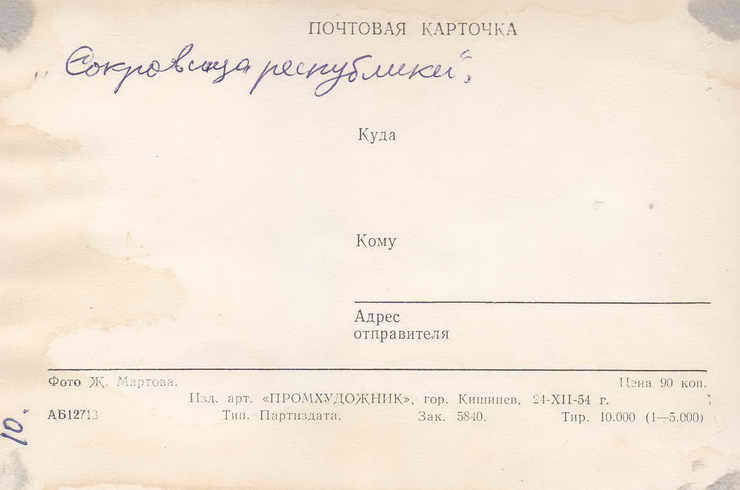 ПОЧТОВАЯ КАРТОЧКА
„Сокровища республики“.
Куда
Кому
Адрес
отправителя
Фото Ж. Мартова. Цена 90 коп.
Изд. арт. «ПРОМХУДОЖНИК», гор. Кишинев, 24-XII-54 г.
АБ12713 Тип. Партиздата. Зак. 5840. Тир. 10.000 (1—5.000)
10.